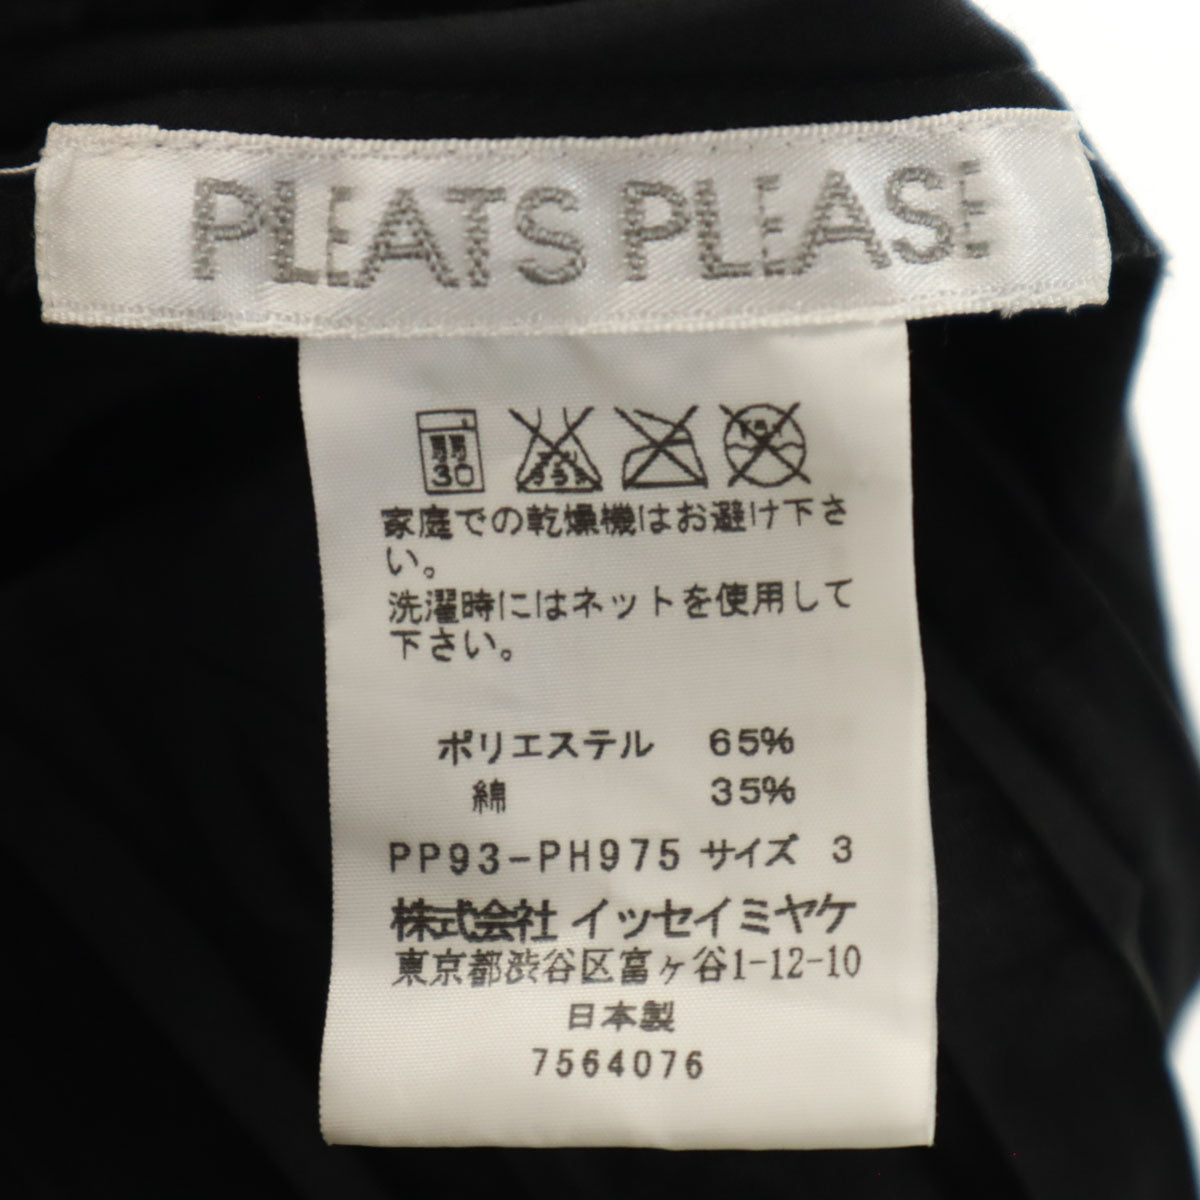 PLEATS PLEASE
弱
30
家庭での乾燥機はお避け下さ
い。
洗濯時にはネットを使用して
下さい。
ポリエステル 65%
綿 35%
PP93-PH975 サイズ 3
株式会社 イッセイミヤケ
東京都渋谷区富ヶ谷1-12-10
日本製
7564076